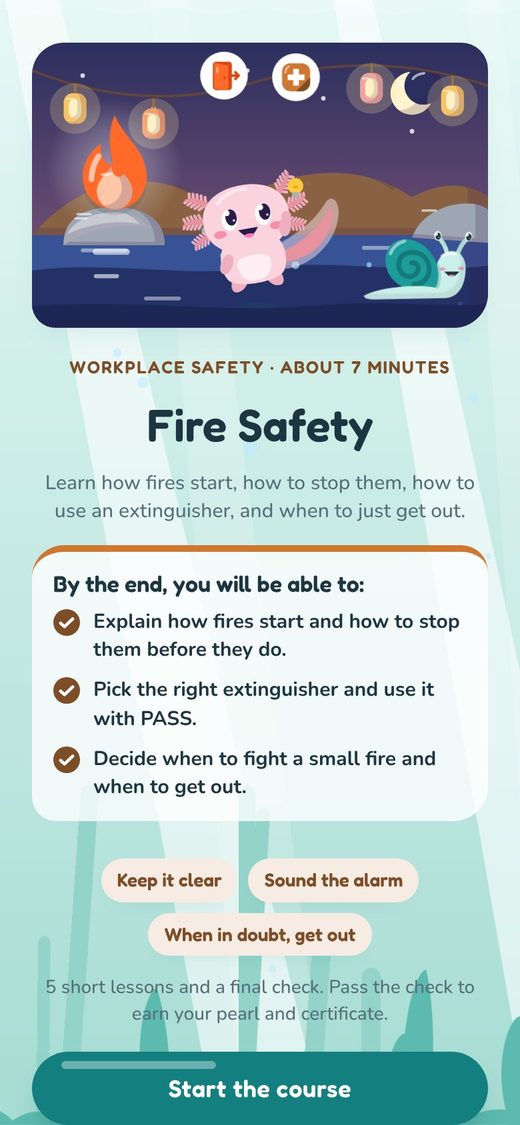 WORKPLACE SAFETY · ABOUT 7 MINUTES
Fire Safety
Learn how fires start, how to stop them, how to
use an extinguisher, and when to just get out.
By the end, you will be able to:
Explain how fires start and how to stop
them before they do.
Pick the right extinguisher and use it
with PASS.
Decide when to fight a small fire and
when to get out.
Keep it clear
Sound the alarm
When in doubt, get out
5 short lessons and a final check. Pass the check to
earn your pearl and certificate.
Start the course